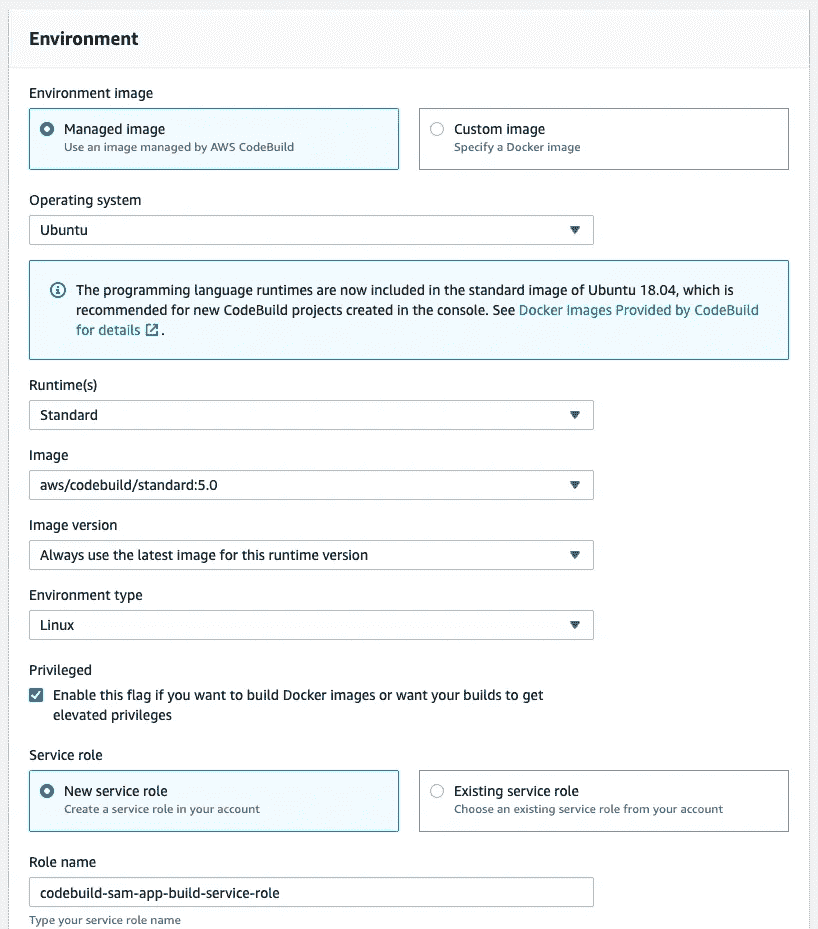 Environment
Environment image
Managed image
Use an image managed by AWS CodeBuild
Custom image
Specify a Docker image
Operating system
Ubuntu
The programming language runtimes are now included in the standard image of Ubuntu 18.04, which is
recommended for new CodeBuild projects created in the console. See Docker Images Provided by CodeBuild
for details .
Runtime(s)
Standard
Image
aws/codebuild/standard:5.0
Image version
Always use the latest image for this runtime version
Environment type
Linux
Privileged
Enable this flag if you want to build Docker images or want your builds to get
elevated privileges
Service role
New service role
Create a service role in your account
Existing service role
Choose an existing service role from your account
Role name
codebuild-sam-app-build-service-role
Type your service role name